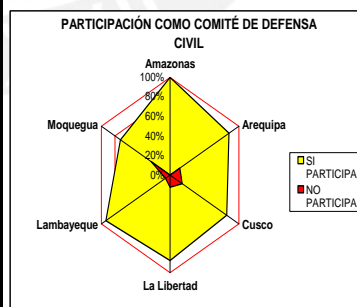 PARTICIPACIÓN COMO COMITÉ DE DEFENSA
CIVIL
Amazonas
100%
80%
60%
40%
20%
0%
Moquegua
Arequipa
SI
PARTICIPA
NO
PARTICIPA
Lambayeque
Cusco
La Libertad